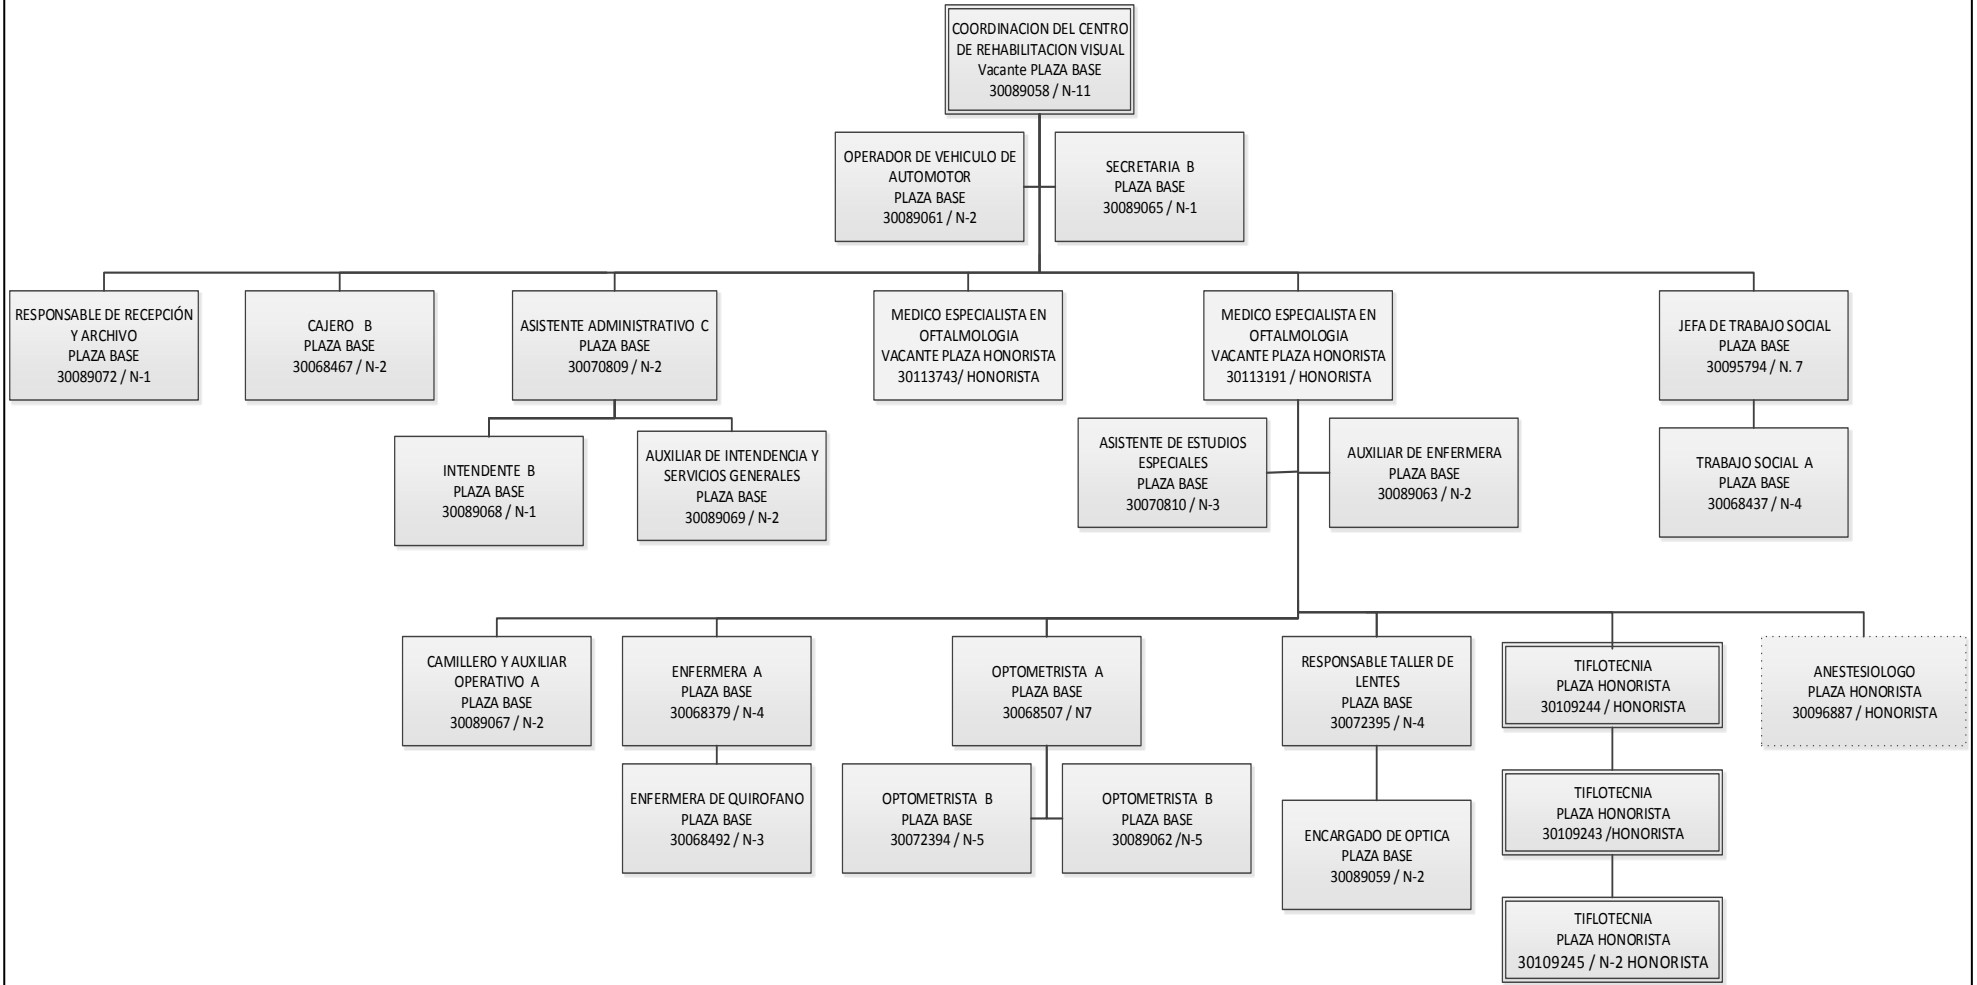 COORDINACION DEL CENTRO
DE REHABILITACION VISUAL
Vacante PLAZA BASE
30089058 / N-11
OPERADOR DE VEHICULO DE
AUTOMOTOR
PLAZA BASE
30089061 / N-2
SECRETARIA B
PLAZA BASE
30089065 / N-1
RESPONSABLE DE RECEPCIÓN
Y ARCHIVO
PLAZA BASE
30089072 / N-1
CAJERO B
PLAZA BASE
30068467 / N-2
ASISTENTE ADMINISTRATIVO C
PLAZA BASE
30070809 / N-2
MEDICO ESPECIALISTA EN
OFTALMOLOGIA
VACANTE PLAZA HONORISTA
30113743/ HONORISTA
MEDICO ESPECIALISTA EN
OFTALMOLOGIA
VACANTE PLAZA HONORISTA
30113191 / HONORISTA
JEFA DE TRABAJO SOCIAL
PLAZA BASE
30095794 / N. 7
INTENDENTE B
PLAZA BASE
30089068 / N-1
AUXILIAR DE INTENDENCIA Y
SERVICIOS GENERALES
PLAZA BASE
30089069 / N-2
ASISTENTE DE ESTUDIOS
ESPECIALES
PLAZA BASE
30070810 / N-3
AUXILIAR DE ENFERMERA
PLAZA BASE
30089063 / N-2
TRABAJO SOCIAL A
PLAZA BASE
30068437 / N-4
CAMILLERO Y AUXILIAR
OPERATIVO A
PLAZA BASE
30089067 / N-2
ENFERMERA A
PLAZA BASE
30068379 / N-4
OPTOMETRISTA A
PLAZA BASE
30068507 / N7
RESPONSABLE TALLER DE
LENTES
PLAZA BASE
30072395 / N-4
TIFLOTECNIA
PLAZA HONORISTA
30109244 / HONORISTA
ANESTESIOLOGO
PLAZA HONORISTA
30096887 / HONORISTA
ENFERMERA DE QUIROFANO
PLAZA BASE
30068492 / N-3
OPTOMETRISTA B
PLAZA BASE
30072394 / N-5
OPTOMETRISTA B
PLAZA BASE
30089062 /N-5
ENCARGADO DE OPTICA
PLAZA BASE
30089059 / N-2
TIFLOTECNIA
PLAZA HONORISTA
30109243 /HONORISTA
TIFLOTECNIA
PLAZA HONORISTA
30109245 / N-2 HONORISTA